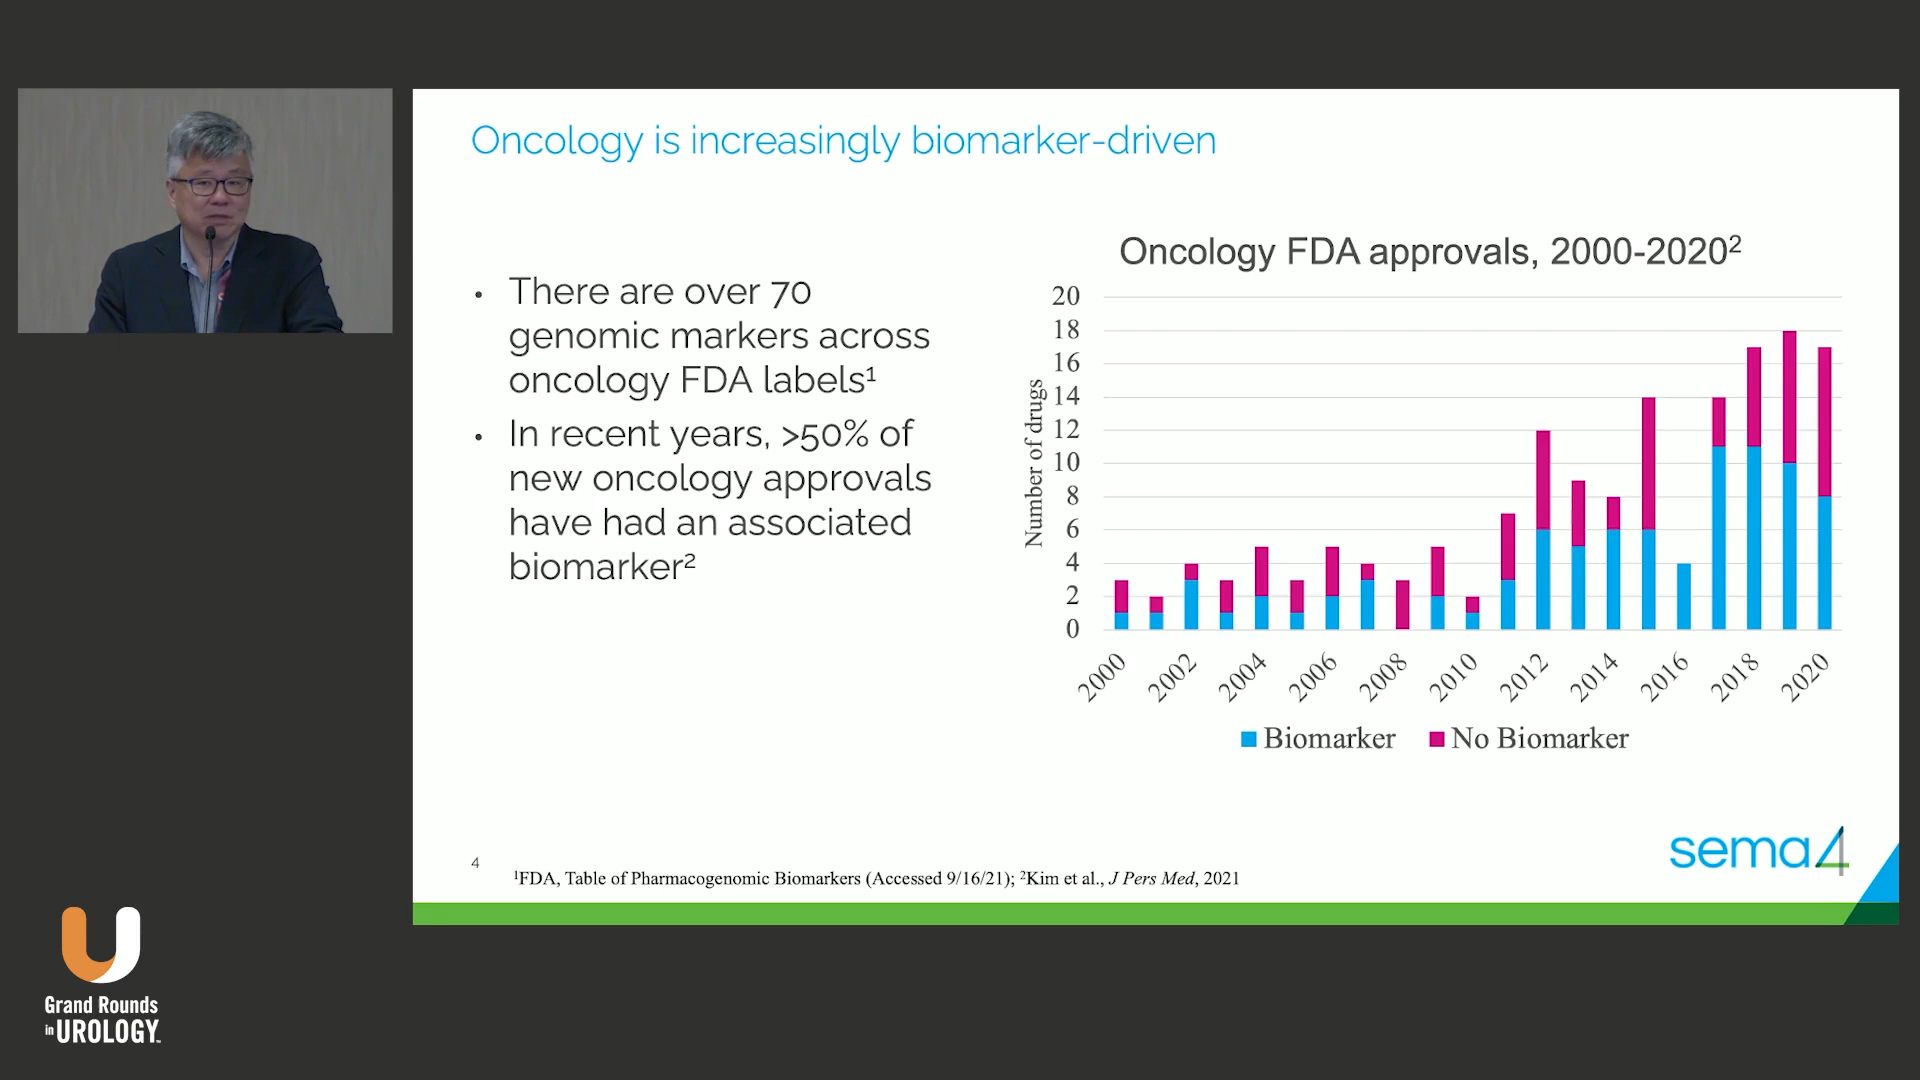 Oncology is increasingly biomarker-driven
• There are over 70
genomic markers across
oncology FDA labels¹
• In recent years, >50% of
new oncology approvals
have had an associated
biomarker²
Oncology FDA approvals, 2000-2020²
Number of drugs
20
18
16
14
12
10
8
6
4
2
0
2000 2002 2004 2006 2008 2010 2012 2014 2016 2018 2020
Biomarker No Biomarker
4
¹FDA, Table of Pharmacogenomic Biomarkers (Accessed 9/16/21); ²Kim et al., J Pers Med, 2021
sema4
U
Grand Rounds
in UROLOGY™